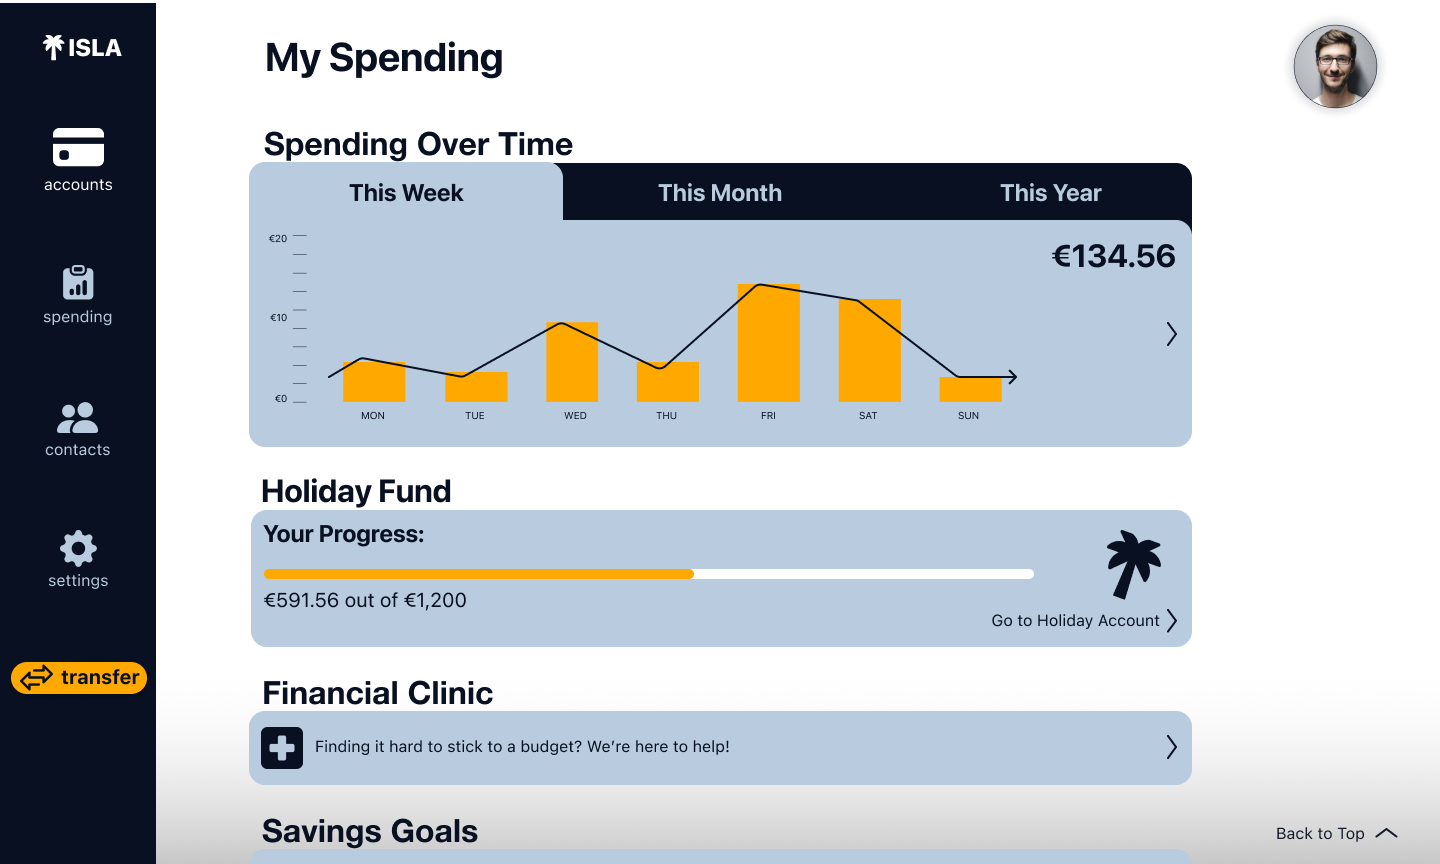 ISLA
accounts
spending
contacts
settings
transfer
My Spending
Spending Over Time
This Week
This Month
This Year
€134.56
€20
€10
€0
MON
TUE
WED
THU
FRI
SAT
SUN
Holiday Fund
Your Progress:
€591.56 out of €1,200
Go to Holiday Account
Financial Clinic
Finding it hard to stick to a budget? We’re here to help!
Savings Goals
Back to Top